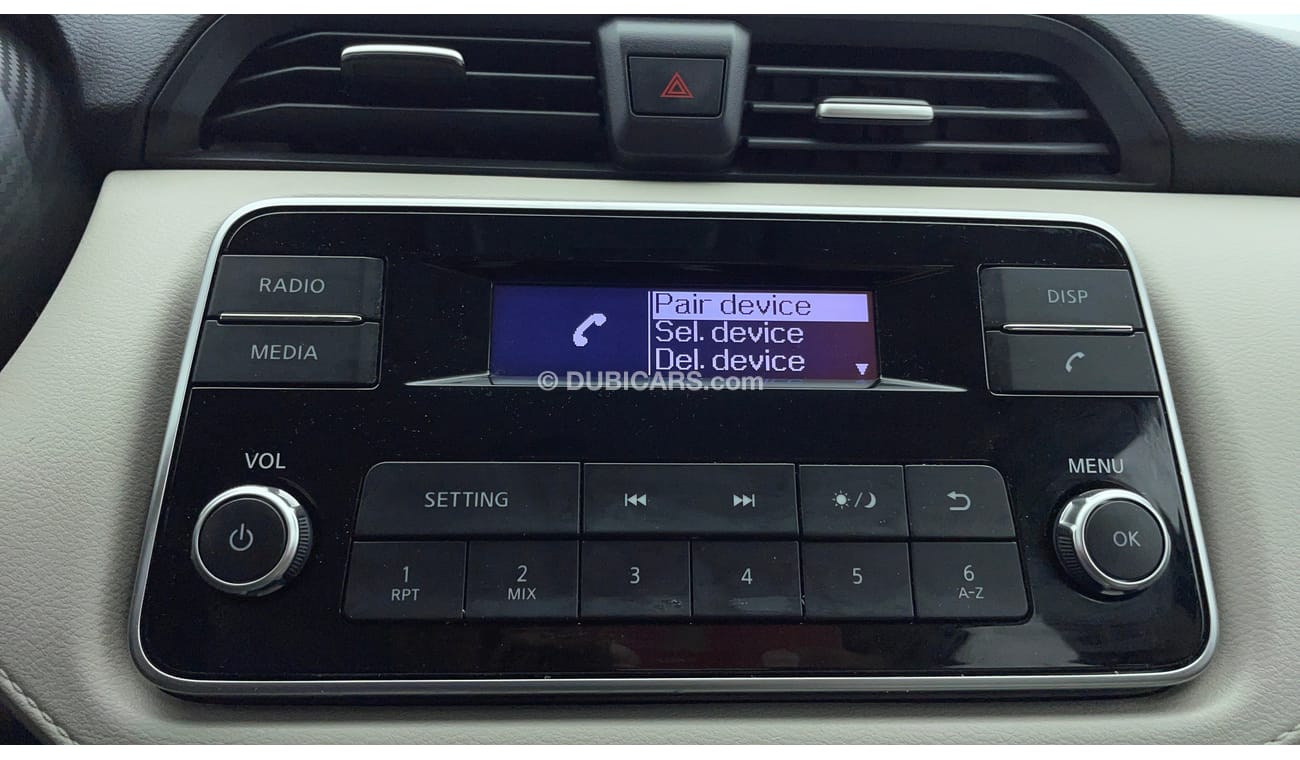 RADIO
MEDIA
Pair device
Sel. device
Del. device
DISP
© DUBICARS.com
VOL
MENU
SETTING
OK
1
RPT
2
MIX
3
4
5
6
A-Z